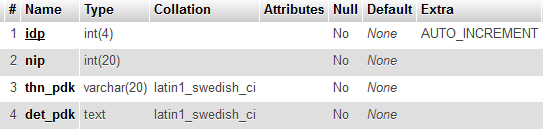 # Name Type Collation Attributes Null Default Extra
1 idp int(4) No None AUTO_INCREMENT
2 nip int(20) No None
3 thn_pdk varchar(20) latin1_swedish_ci No None
4 det_pdk text latin1_swedish_ci No None